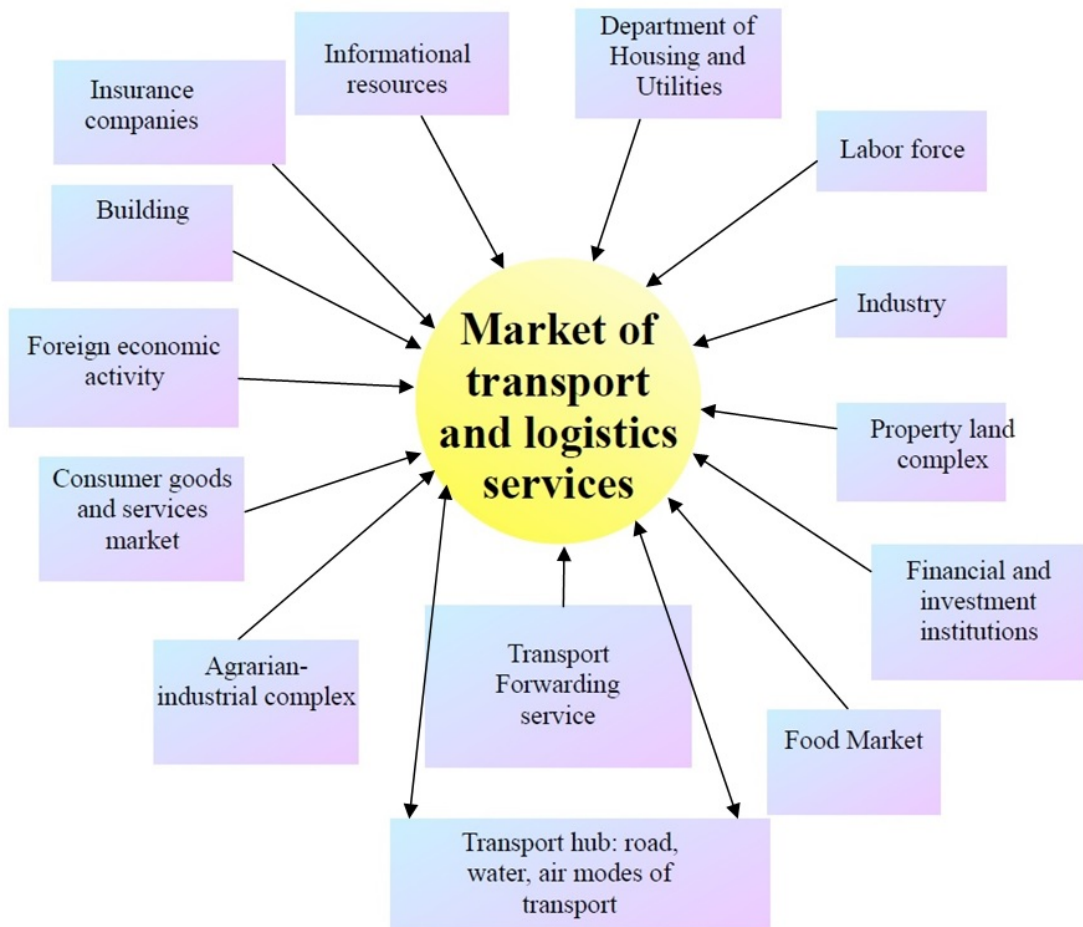 Informational
resources
Department of
Housing and
Utilities
Insurance
companies
Labor force
Building
Industry
Foreign economic
activity
Market of
transport
and logistics
services
Property land
complex
Consumer goods
and services
market
Financial and
investment
institutions
Agrarian-
industrial complex
Transport
Forwarding
service
Food Market
Transport hub: road,
water, air modes of
transport